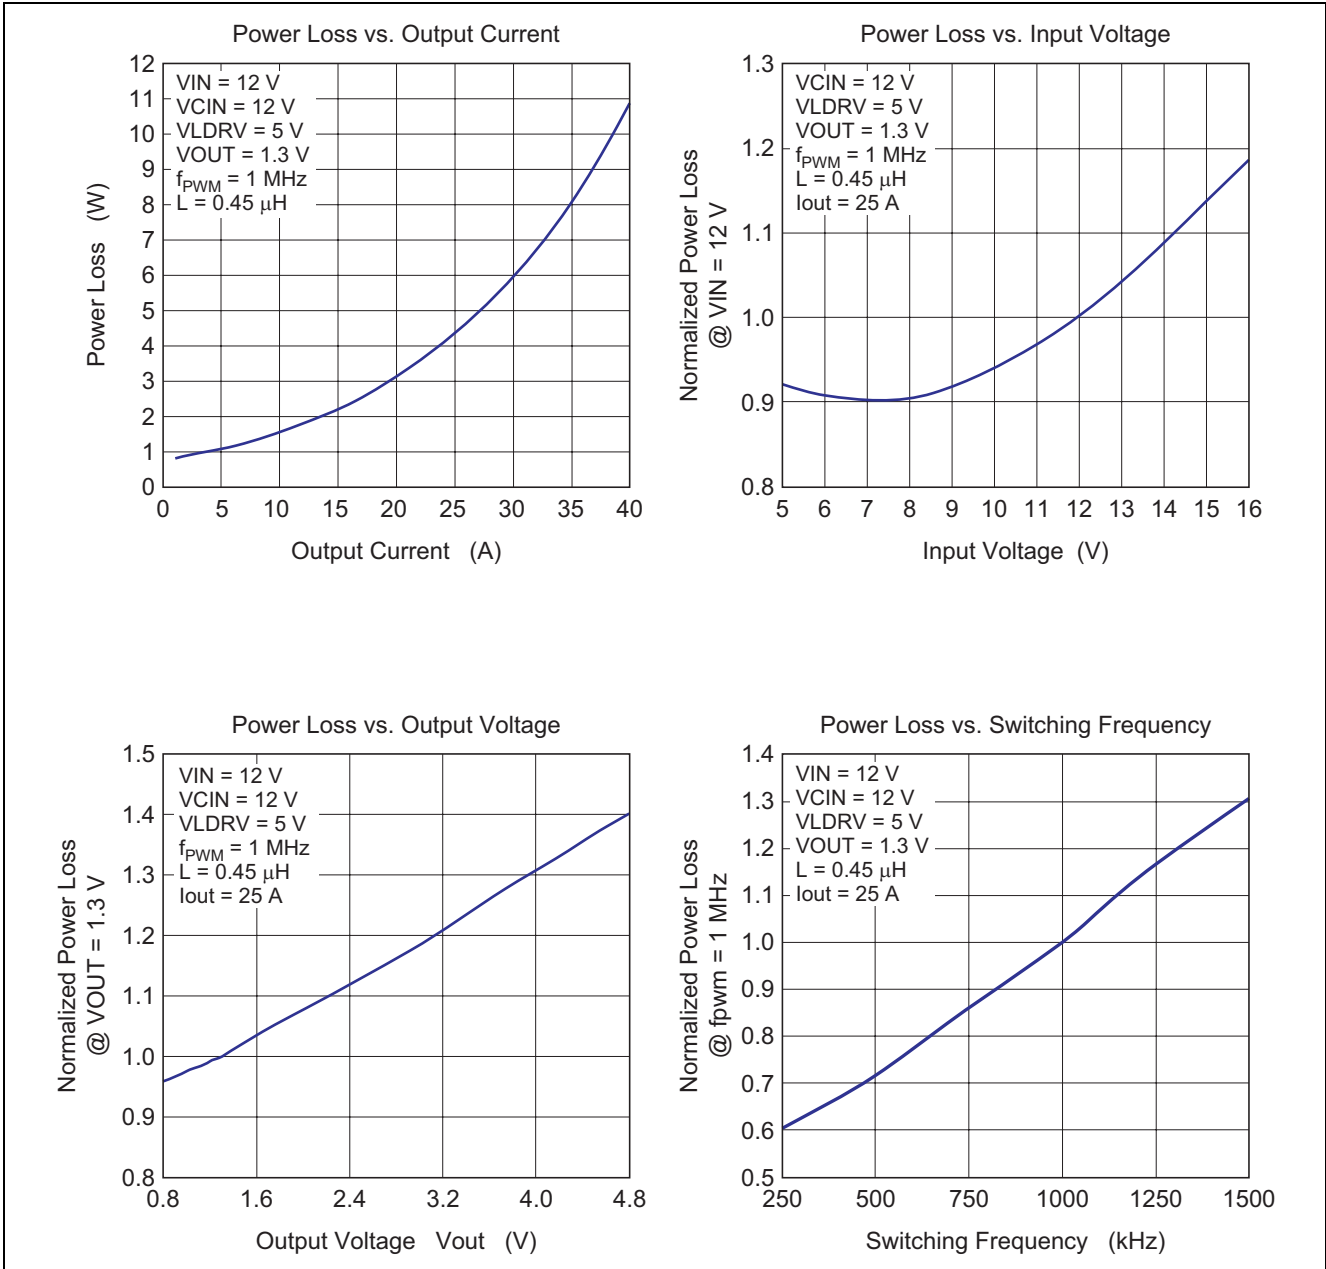 Power Loss vs. Output Current
12
11
10
9
8
7
6
5
4
3
2
1
0
VIN = 12 V
VCIN = 12 V
VLDRV = 5 V
VOUT = 1.3 V
fPWM = 1 MHz
L = 0.45 μH
Power Loss (W)
0 5 10 15 20 25 30 35 40
Output Current (A)
Power Loss vs. Input Voltage
1.3
1.2
1.1
1.0
0.9
0.8
VCIN = 12 V
VLDRV = 5 V
VOUT = 1.3 V
fPWM = 1 MHz
L = 0.45 μH
Iout = 25 A
Normalized Power Loss
@ VIN = 12 V
5 6 7 8 9 10 11 12 13 14 15 16
Input Voltage (V)
Power Loss vs. Output Voltage
1.5
1.4
1.3
1.2
1.1
1.0
0.9
0.8
VIN = 12 V
VCIN = 12 V
VLDRV = 5 V
fPWM = 1 MHz
L = 0.45 μH
Iout = 25 A
Normalized Power Loss
@ VOUT = 1.3 V
0.8 1.6 2.4 3.2 4.0 4.8
Output Voltage Vout (V)
Power Loss vs. Switching Frequency
1.4
1.3
1.2
1.1
1.0
0.9
0.8
0.7
0.6
0.5
VIN = 12 V
VCIN = 12 V
VLDRV = 5 V
VOUT = 1.3 V
L = 0.45 μH
Iout = 25 A
Normalized Power Loss
@ fpwm = 1 MHz
250 500 750 1000 1250 1500
Switching Frequency (kHz)